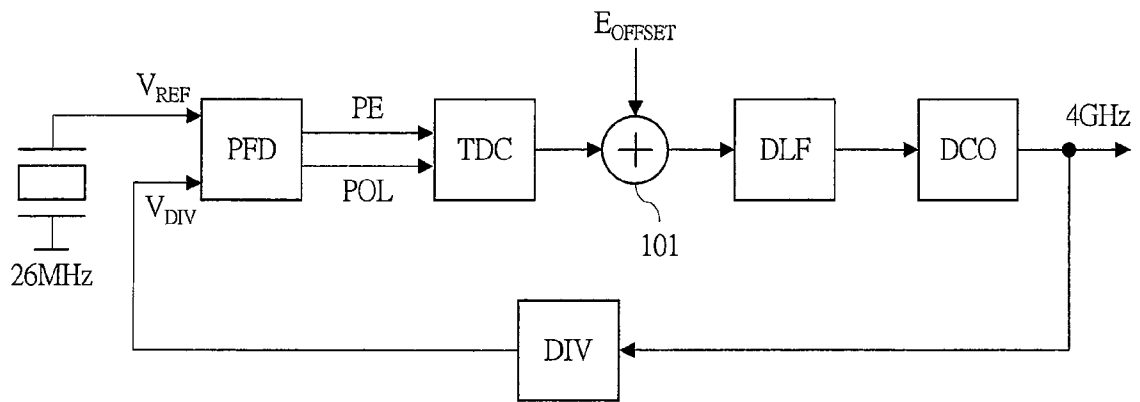 E_OFFSET
V_REF
PE
4GHz
PFD
TDC
+
DLF
DCO
POL
V_DIV
101
26MHz
DIV